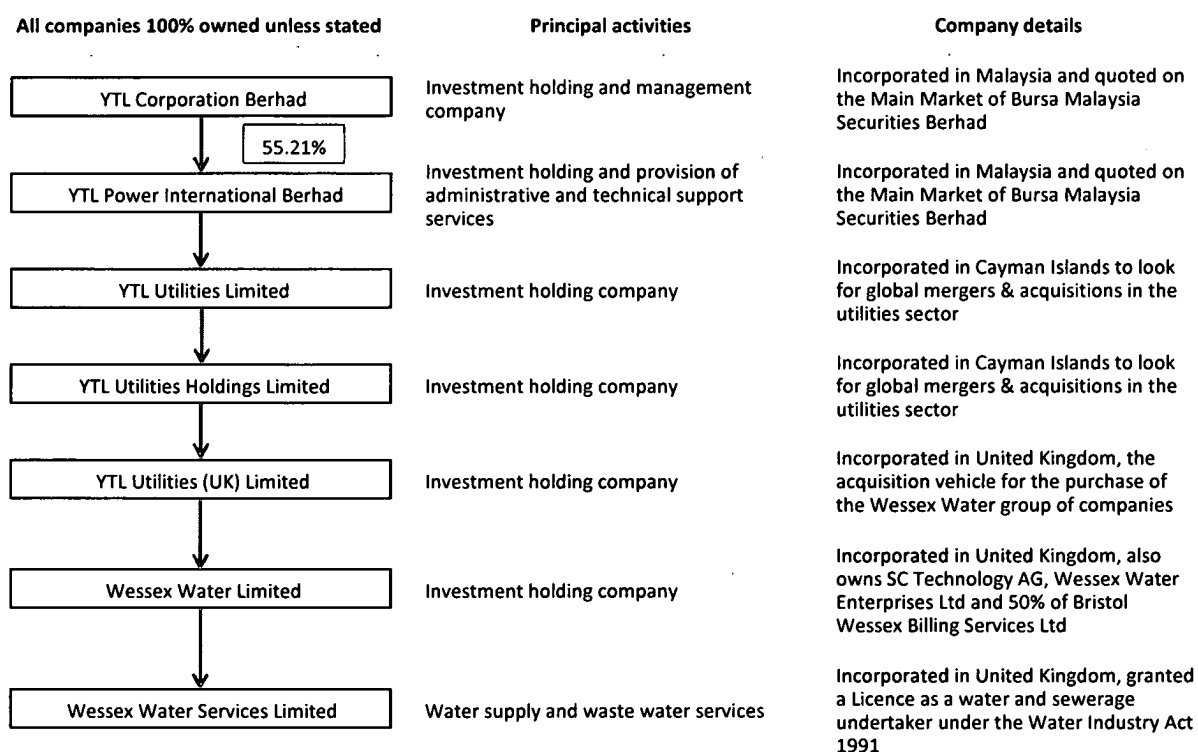 All companies 100% owned unless stated
Principal activities
Company details
YTL Corporation Berhad
Investment holding and management
company
Incorporated in Malaysia and quoted on
the Main Market of Bursa Malaysia
Securities Berhad
55.21%
YTL Power International Berhad
Investment holding and provision of
administrative and technical support
services
Incorporated in Malaysia and quoted on
the Main Market of Bursa Malaysia
Securities Berhad
YTL Utilities Limited
Investment holding company
Incorporated in Cayman Islands to look
for global mergers & acquisitions in the
utilities sector
YTL Utilities Holdings Limited
Investment holding company
Incorporated in Cayman Islands to look
for global mergers & acquisitions in the
utilities sector
YTL Utilities (UK) Limited
Investment holding company
Incorporated in United Kingdom, the
acquisition vehicle for the purchase of
the Wessex Water group of companies
Wessex Water Limited
Investment holding company
Incorporated in United Kingdom, also
owns SC Technology AG, Wessex Water
Enterprises Ltd and 50% of Bristol
Wessex Billing Services Ltd
Wessex Water Services Limited
Water supply and waste water services
Incorporated in United Kingdom, granted
a Licence as a water and sewerage
undertaker under the Water Industry Act
1991